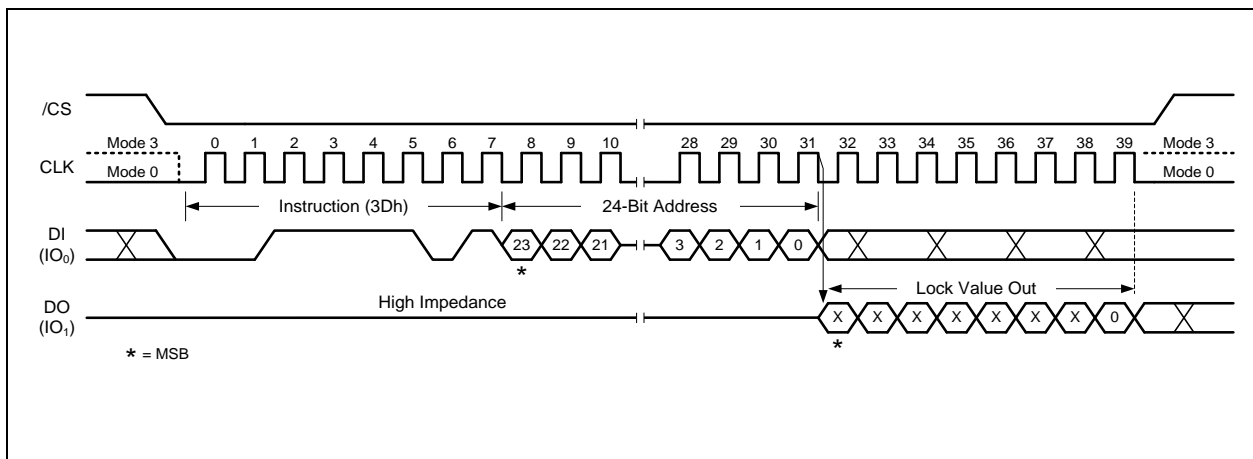 /CS
Mode 3 0 1 2 3 4 5 6 7 8 9 10 28 29 30 31 32 33 34 35 36 37 38 39 Mode 3
CLK
Mode 0 Mode 0
Instruction (3Dh) 24-Bit Address
DI
(IO₀)
23 22 21 3 2 1 0
*
High Impedance
Lock Value Out
DO
(IO₁)
X X X X X X X 0
*
* = MSB